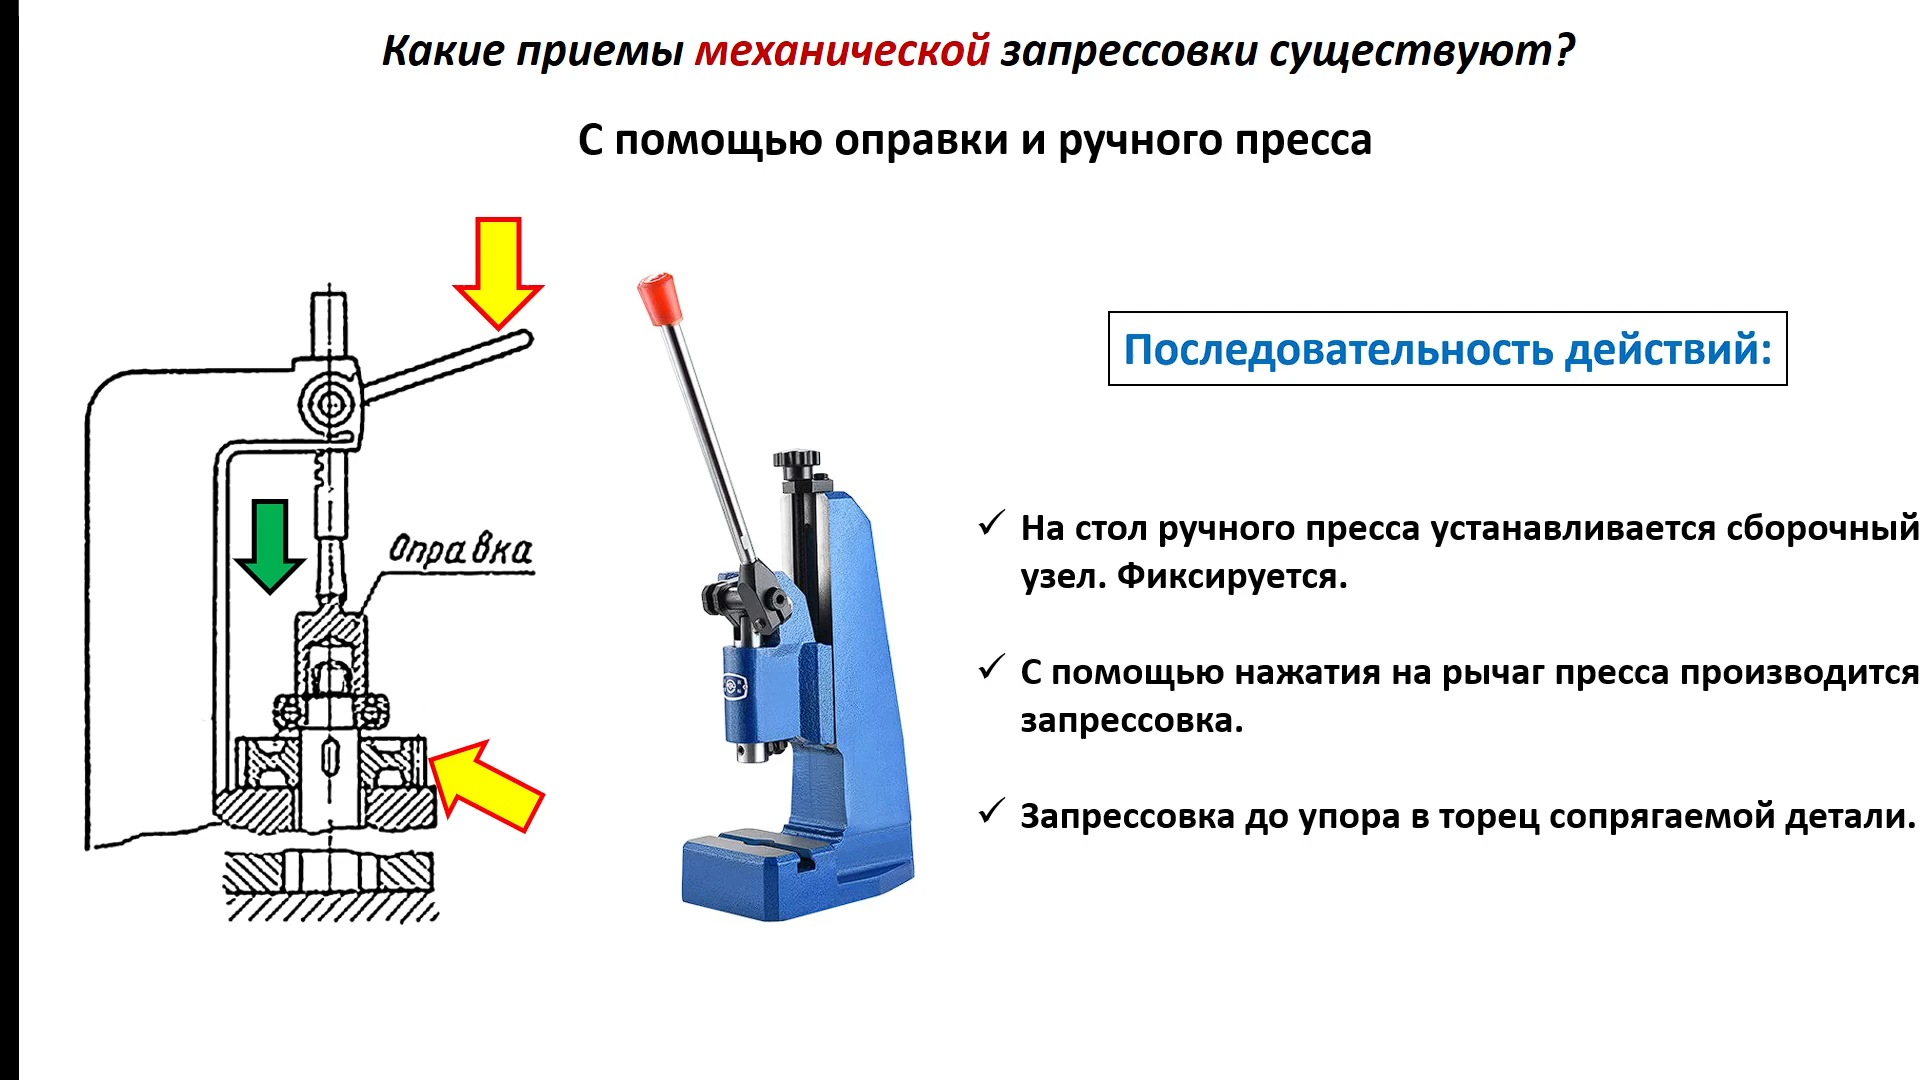 Какие приемы механической запрессовки существуют?
С помощью оправки и ручного пресса
Оправка
Последовательность действий:
✓ На стол ручного пресса устанавливается сборочный
узел. Фиксируется.
✓ С помощью нажатия на рычаг пресса производится
запрессовка.
✓ Запрессовка до упора в торец сопрягаемой детали.